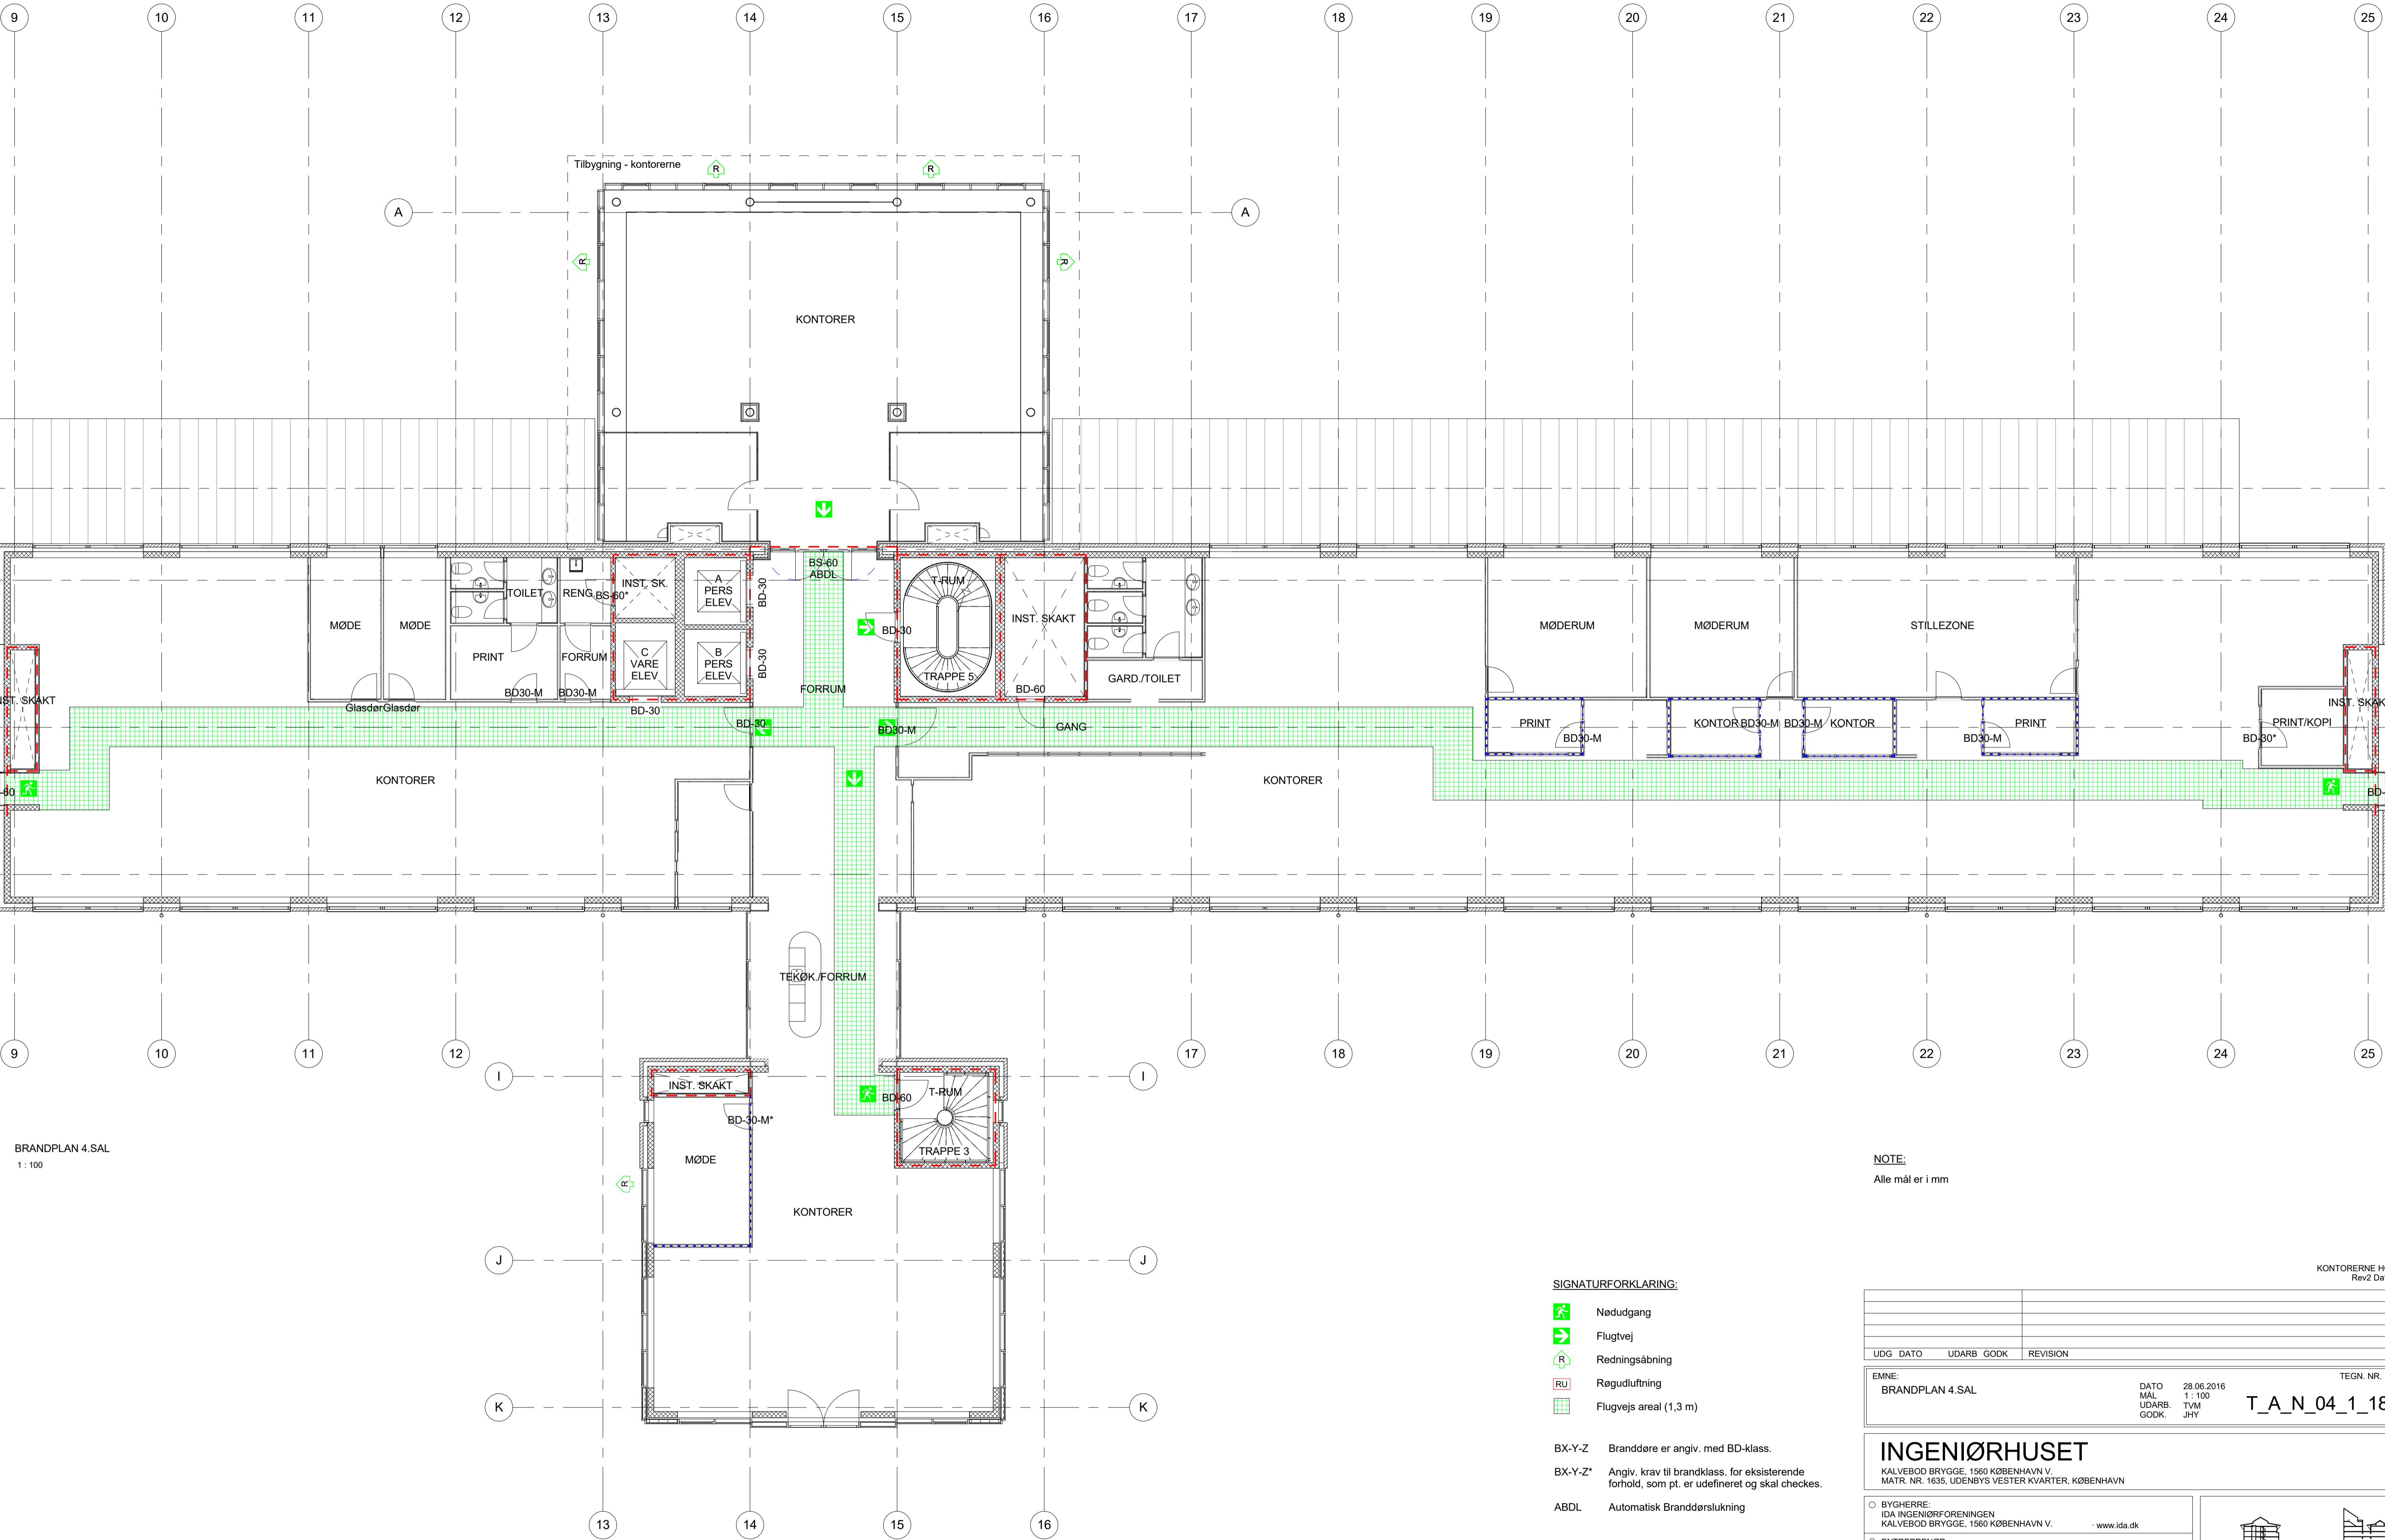 9 10 11 12 13 14 15 16 17 18 19 20 21 22 23 24 25
Tilbygning - kontorerne
R R
A A
R R
KONTORER
BS-60
ABDL
INST. SK.
A
PERS
ELEV
BD-30
T-RUM
TOILET
RENG.
BS-60*
INST. SKAKT
MØDE
MØDE
BD-30
MØDERUM
MØDERUM
STILLEZONE
PRINT
FORRUM
C
VARE
ELEV
B
PERS
ELEV
BD-30
FORRUM
TRAPPE 5
BD-60
GARD./TOILET
BD30-M
BD30-M
Glasdør
Glasdør
BD-30
BD-30
BD30-M
GANG
PRINT
BD30-M
KONTOR
BD30-M
BD30-M
KONTOR
BD30-M
PRINT
PRINT/KOPI
BD-30*
KONTORER
KONTORER
TEKØK./FORRUM
9 10 11 12 17 18 19 20 21 22 23 24 25
I I
INST. SKAKT
BD-60
T-RUM
BD-30-M*
TRAPPE 3
MØDE
R
KONTORER
J J
K K
13 14 15 16
BRANDPLAN 4.SAL
1 : 100
NOTE:
Alle mål er i mm
SIGNATURFORKLARING:
Nødudgang
Flugtvej
R Redningsåbning
RU Røgudluftning
Flugvejs areal (1,3 m)
BX-Y-Z Branddøre er angiv. med BD-klass.
BX-Y-Z* Angiv. krav til brandklass. for eksisterende
forhold, som pt. er udefineret og skal checkes.
ABDL Automatisk Branddørslukning
KONTORERNE
Rev2
UDG DATO UDARB GODK REVISION
EMNE:
BRANDPLAN 4.SAL
DATO 28.06.2016
MÅL 1 : 100
UDARB. TVM
GODK. JHY
TEGN. NR.
T_A_N_04_1_18
INGENIØRHUSET
KALVEBOD BRYGGE, 1560 KØBENHAVN V.
MATR. NR. 1635, UDENBYS VESTER KVARTER, KØBENHAVN
BYGHERRE:
IDA INGENIØRFORENINGEN
KALVEBOD BRYGGE, 1560 KØBENHAVN V. · www.ida.dk